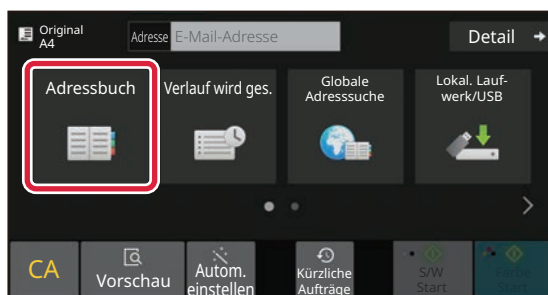 Original
A4
Adresse E-Mail-Adresse
Detail
Adressbuch
Verlauf wird ges.
Globale
Adresssuche
Lokal. Lauf-
werk/USB
CA
Vorschau
Autom.
einstellen
Kürzliche
Aufträge
S/W
Start
Farbe
Start